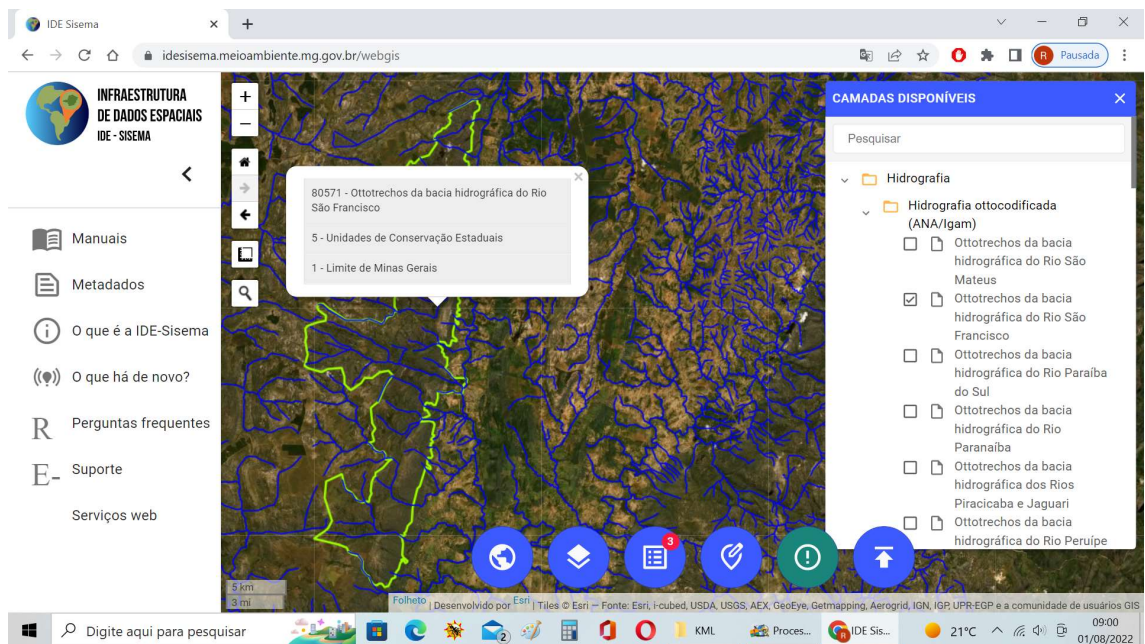 IDE Sisema
idesisema.meioambiente.mg.gov.br/webgis
R
Pausada
INFRAESTRUTURA
DE DADOS ESPACIAIS
IDE - SISEMA
Manuais
Metadados
O que é a IDE-Sisema
O que há de novo?
R
Perguntas frequentes
E-
Suporte
Serviços web
+
−
80571 - Ottotrechos da bacia hidrográfica do Rio
São Francisco
5 - Unidades de Conservação Estaduais
1 - Limite de Minas Gerais
CAMADAS DISPONÍVEIS
Pesquisar
Hidrografia
Hidrografia ottocodificada
(ANA/Igam)
Ottotrechos da bacia
hidrográfica do Rio São
Mateus
Ottotrechos da bacia
hidrográfica do Rio São
Francisco
Ottotrechos da bacia
hidrográfica do Rio Paraíba
do Sul
Ottotrechos da bacia
hidrográfica do Rio
Paranaíba
Ottotrechos da bacia
hidrográfica dos Rios
Piracicaba e Jaguari
Ottotrechos da bacia
hidrográfica do Rio Peruípe
3
5 km
3 mi
Folheto | Desenvolvido por Esri | Tiles © Esri — Fonte: Esri, i-cubed, USDA, USGS, AEX, GeoEye, Getmapping, Aerogrid, IGN, IGP, UPR-EGP e a comunidade de usuários GIS
Digite aqui para pesquisar
2
KML
Proces...
IDE Sis...
21°C
09:00
01/08/2022